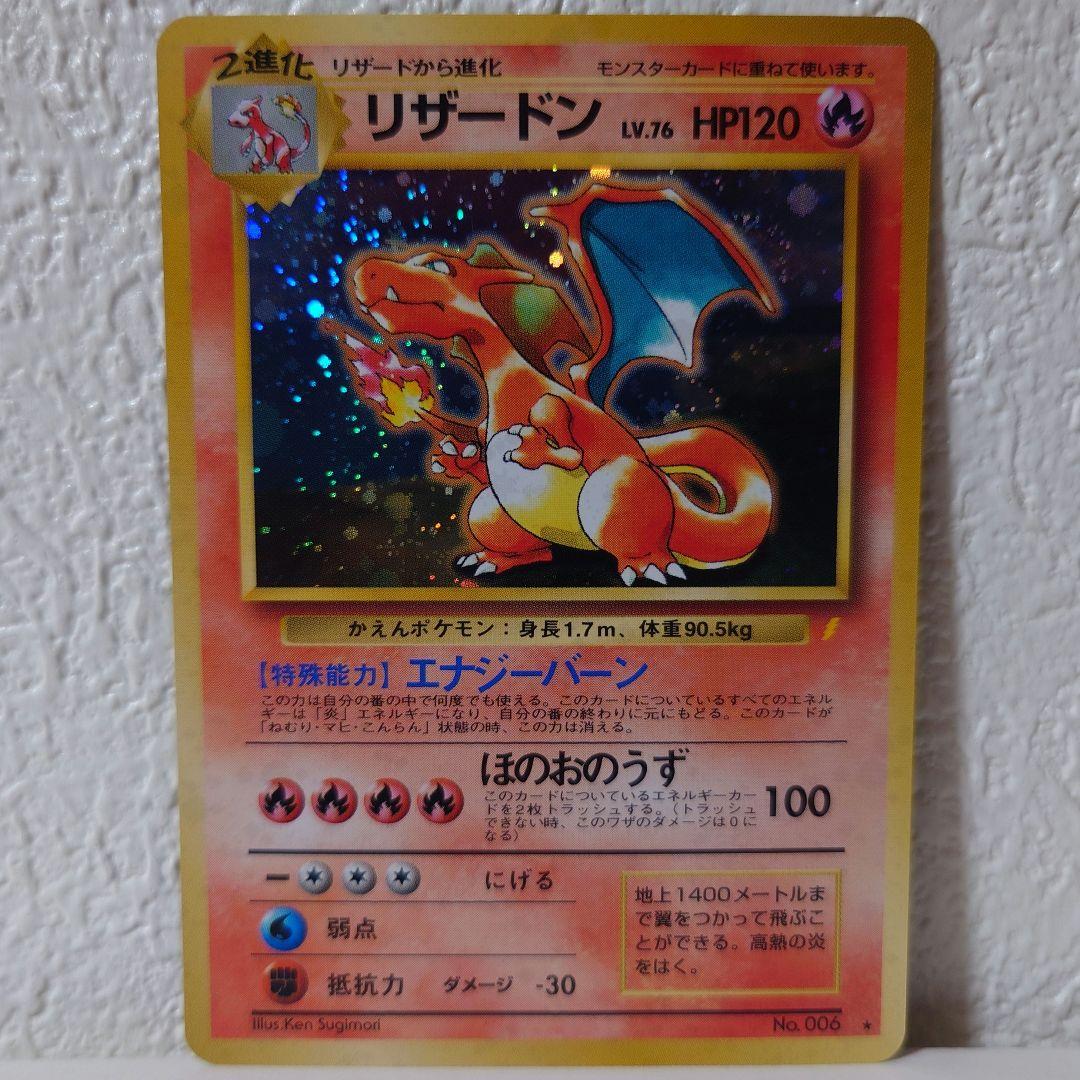 2進化 リザードから進化 モンスターカードに重ねて使います。
リザードン LV.76 HP120
かえんポケモン：身長1.7m、体重90.5kg
【特殊能力】エナジーバーン
この力は自分の番の中で何度でも使える。このカードについているすべてのエネル
ギーは「炎」エネルギーになり、自分の番の終わりに元にもどる。このカードが
「ねむり・マヒ・こんらん」状態の時、この力は消える。
ほのおのうず 100
このカードについているエネルギーカー
ドを2枚トラッシュする。（トラッシュ
できない時、このワザのダメージは0に
なる）
ー にげる
弱点
抵抗力 ダメージ -30
地上1400メートルま
で翼をつかって飛ぶこ
とができる。高熱の炎
をはく。
Illus.Ken Sugimori No. 006 ★